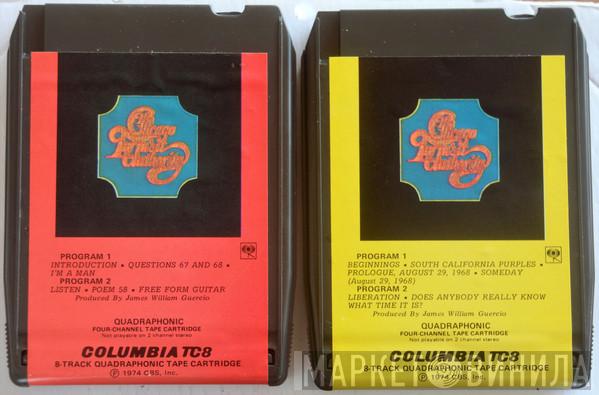 Chicago
Transit
Authority
PROGRAM 1
INTRODUCTION • QUESTIONS 67 AND 68 •
I'M A MAN
PROGRAM 2
LISTEN • POEM 58 • FREE FORM GUITAR
Produced By James William Guercio
QUADRAPHONIC
FOUR-CHANNEL TAPE CARTRIDGE
Not playable on 2 channel stereo
COLUMBIA TC8
8-TRACK QUADRAPHONIC TAPE CARTRIDGE
Ⓟ 1974 CBS, Inc.
Chicago
Transit
Authority
PROGRAM 1
BEGINNINGS • SOUTH CALIFORNIA PURPLES •
PROLOGUE, AUGUST 29, 1968 • SOMEDAY
(August 29, 1968)
PROGRAM 2
LIBERATION • DOES ANYBODY REALLY KNOW
WHAT TIME IT IS?
Produced By James William Guercio
QUADRAPHONIC
FOUR-CHANNEL TAPE CARTRIDGE
Not playable on 2 channel stereo
COLUMBIA TC8
8-TRACK QUADRAPHONIC TAPE CARTRIDGE
Ⓟ 1974 CBS, Inc.
МАРКЕТ ВИНИЛА